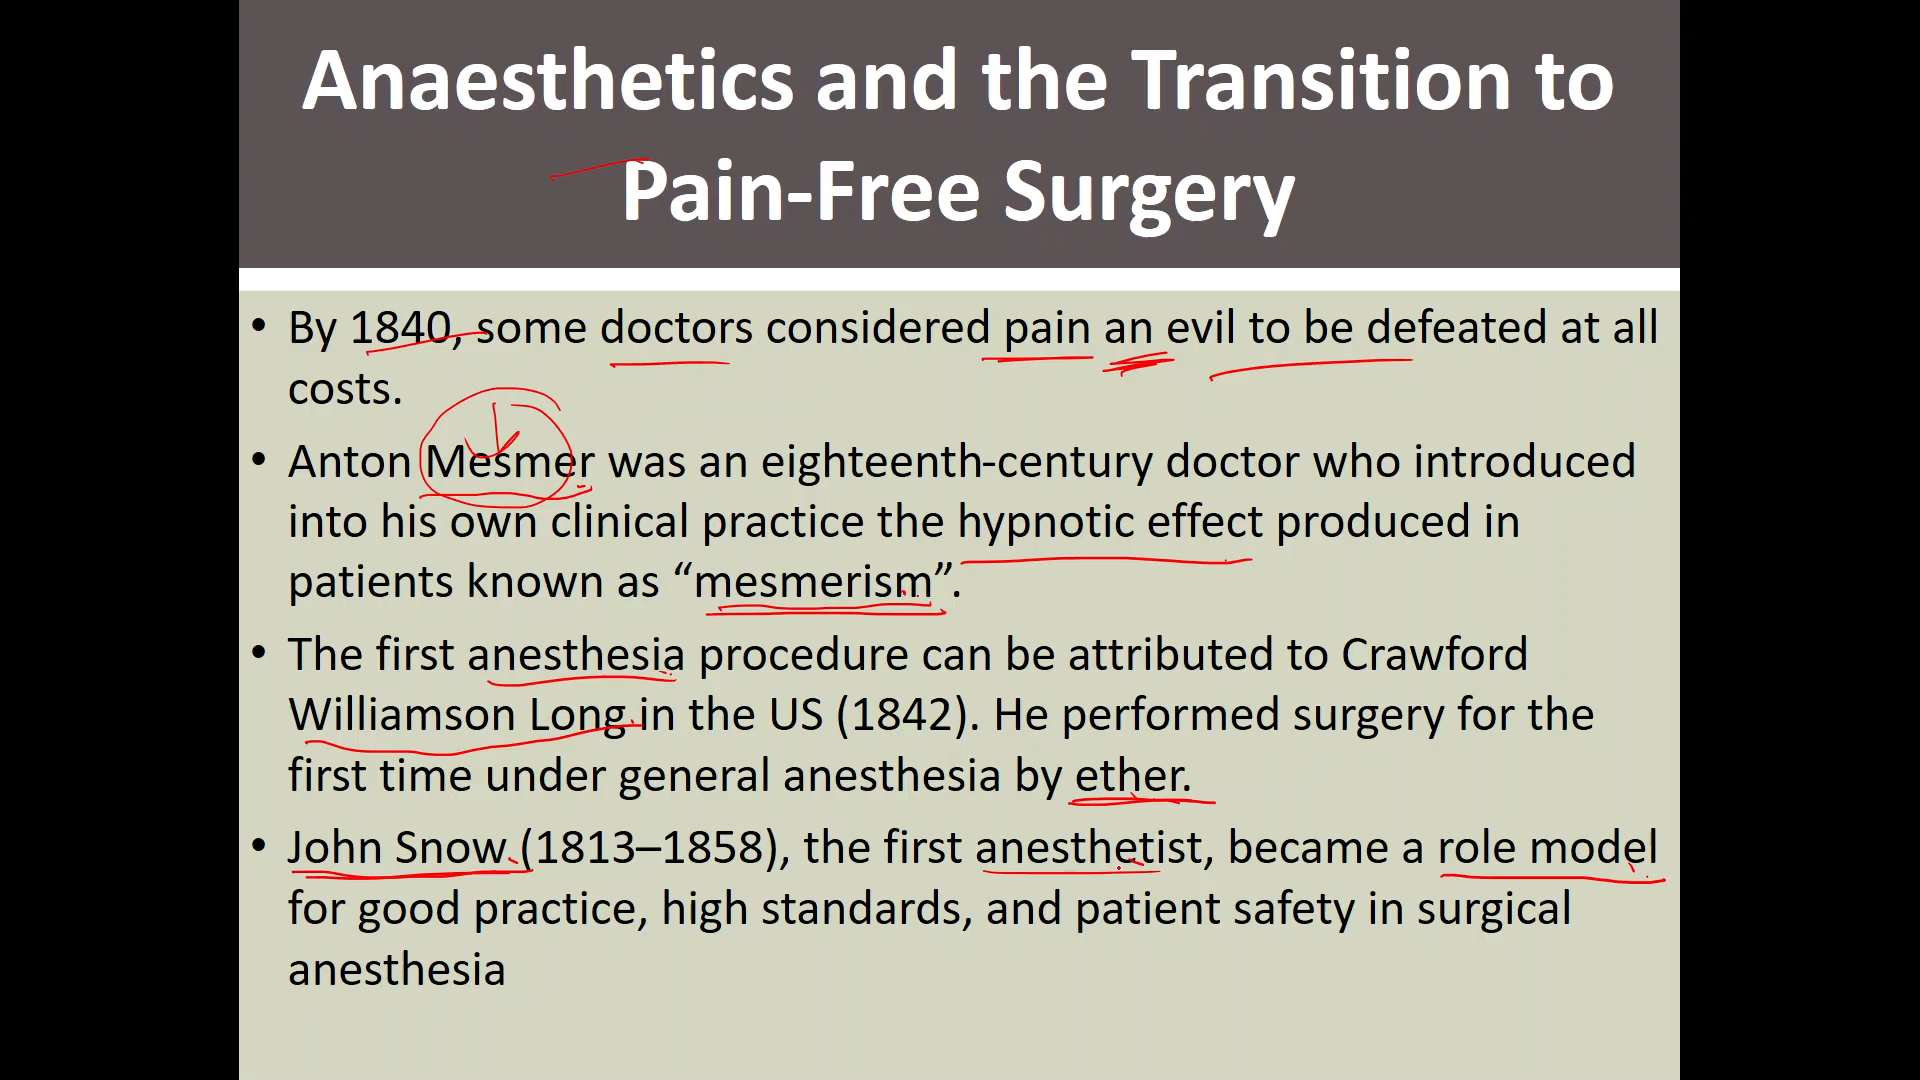 Anaesthetics and the Transition to
Pain-Free Surgery
• By 1840, some doctors considered pain an evil to be defeated at all
costs.
• Anton Mesmer was an eighteenth-century doctor who introduced
into his own clinical practice the hypnotic effect produced in
patients known as “mesmerism”.
• The first anesthesia procedure can be attributed to Crawford
Williamson Long in the US (1842). He performed surgery for the
first time under general anesthesia by ether.
• John Snow (1813–1858), the first anesthetist, became a role model
for good practice, high standards, and patient safety in surgical
anesthesia